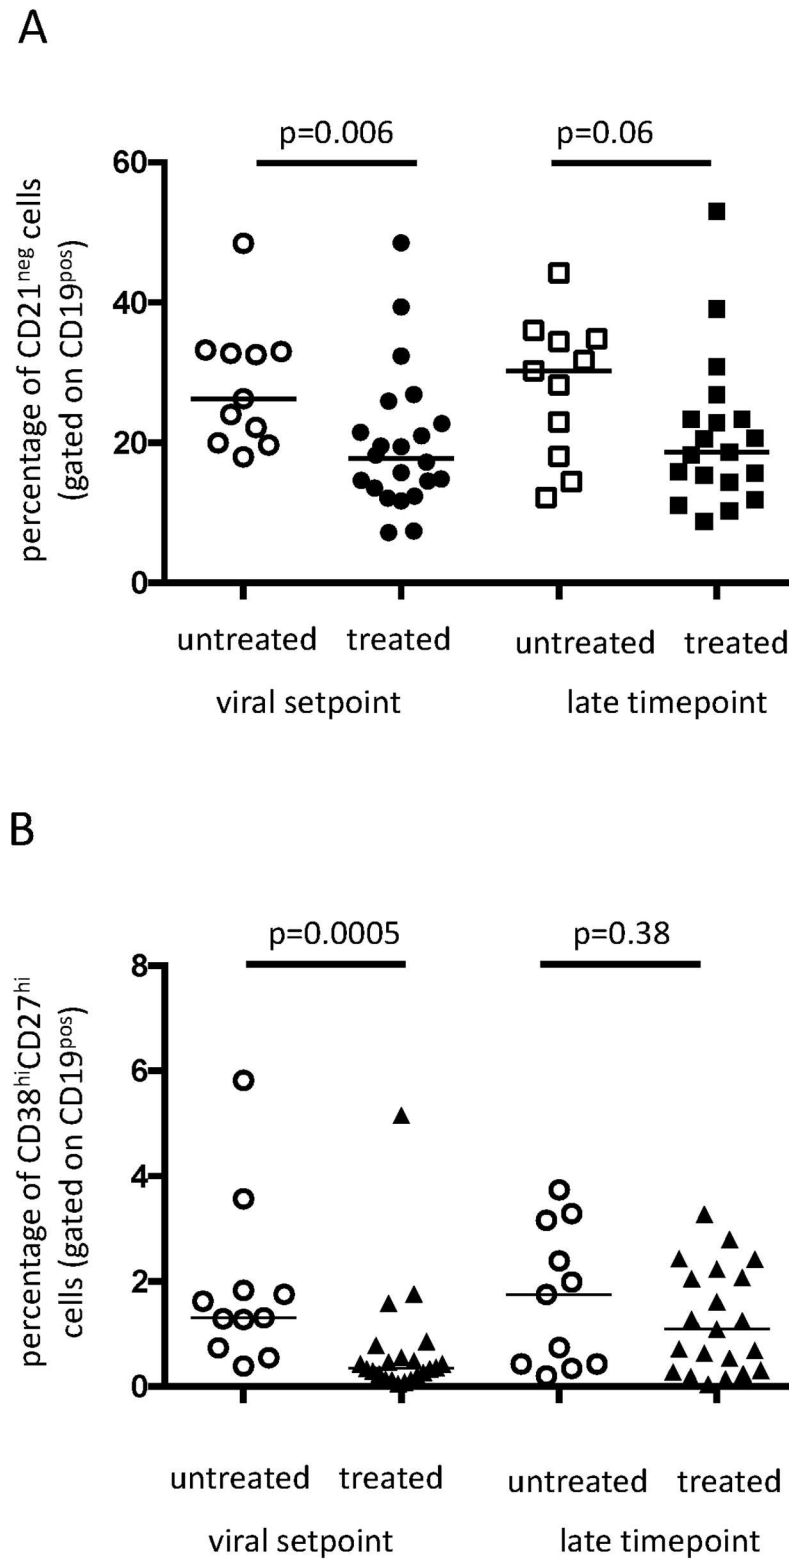 A
p=0.006 p=0.06
60
40
20
0
percentage of CD21neg cells
(gated on CD19pos)
untreated treated untreated treated
viral setpoint late timepoint
B
p=0.0005 p=0.38
8
6
4
2
0
percentage of CD38hiCD27hi
cells (gated on CD19pos)
untreated treated untreated treated
viral setpoint late timepoint